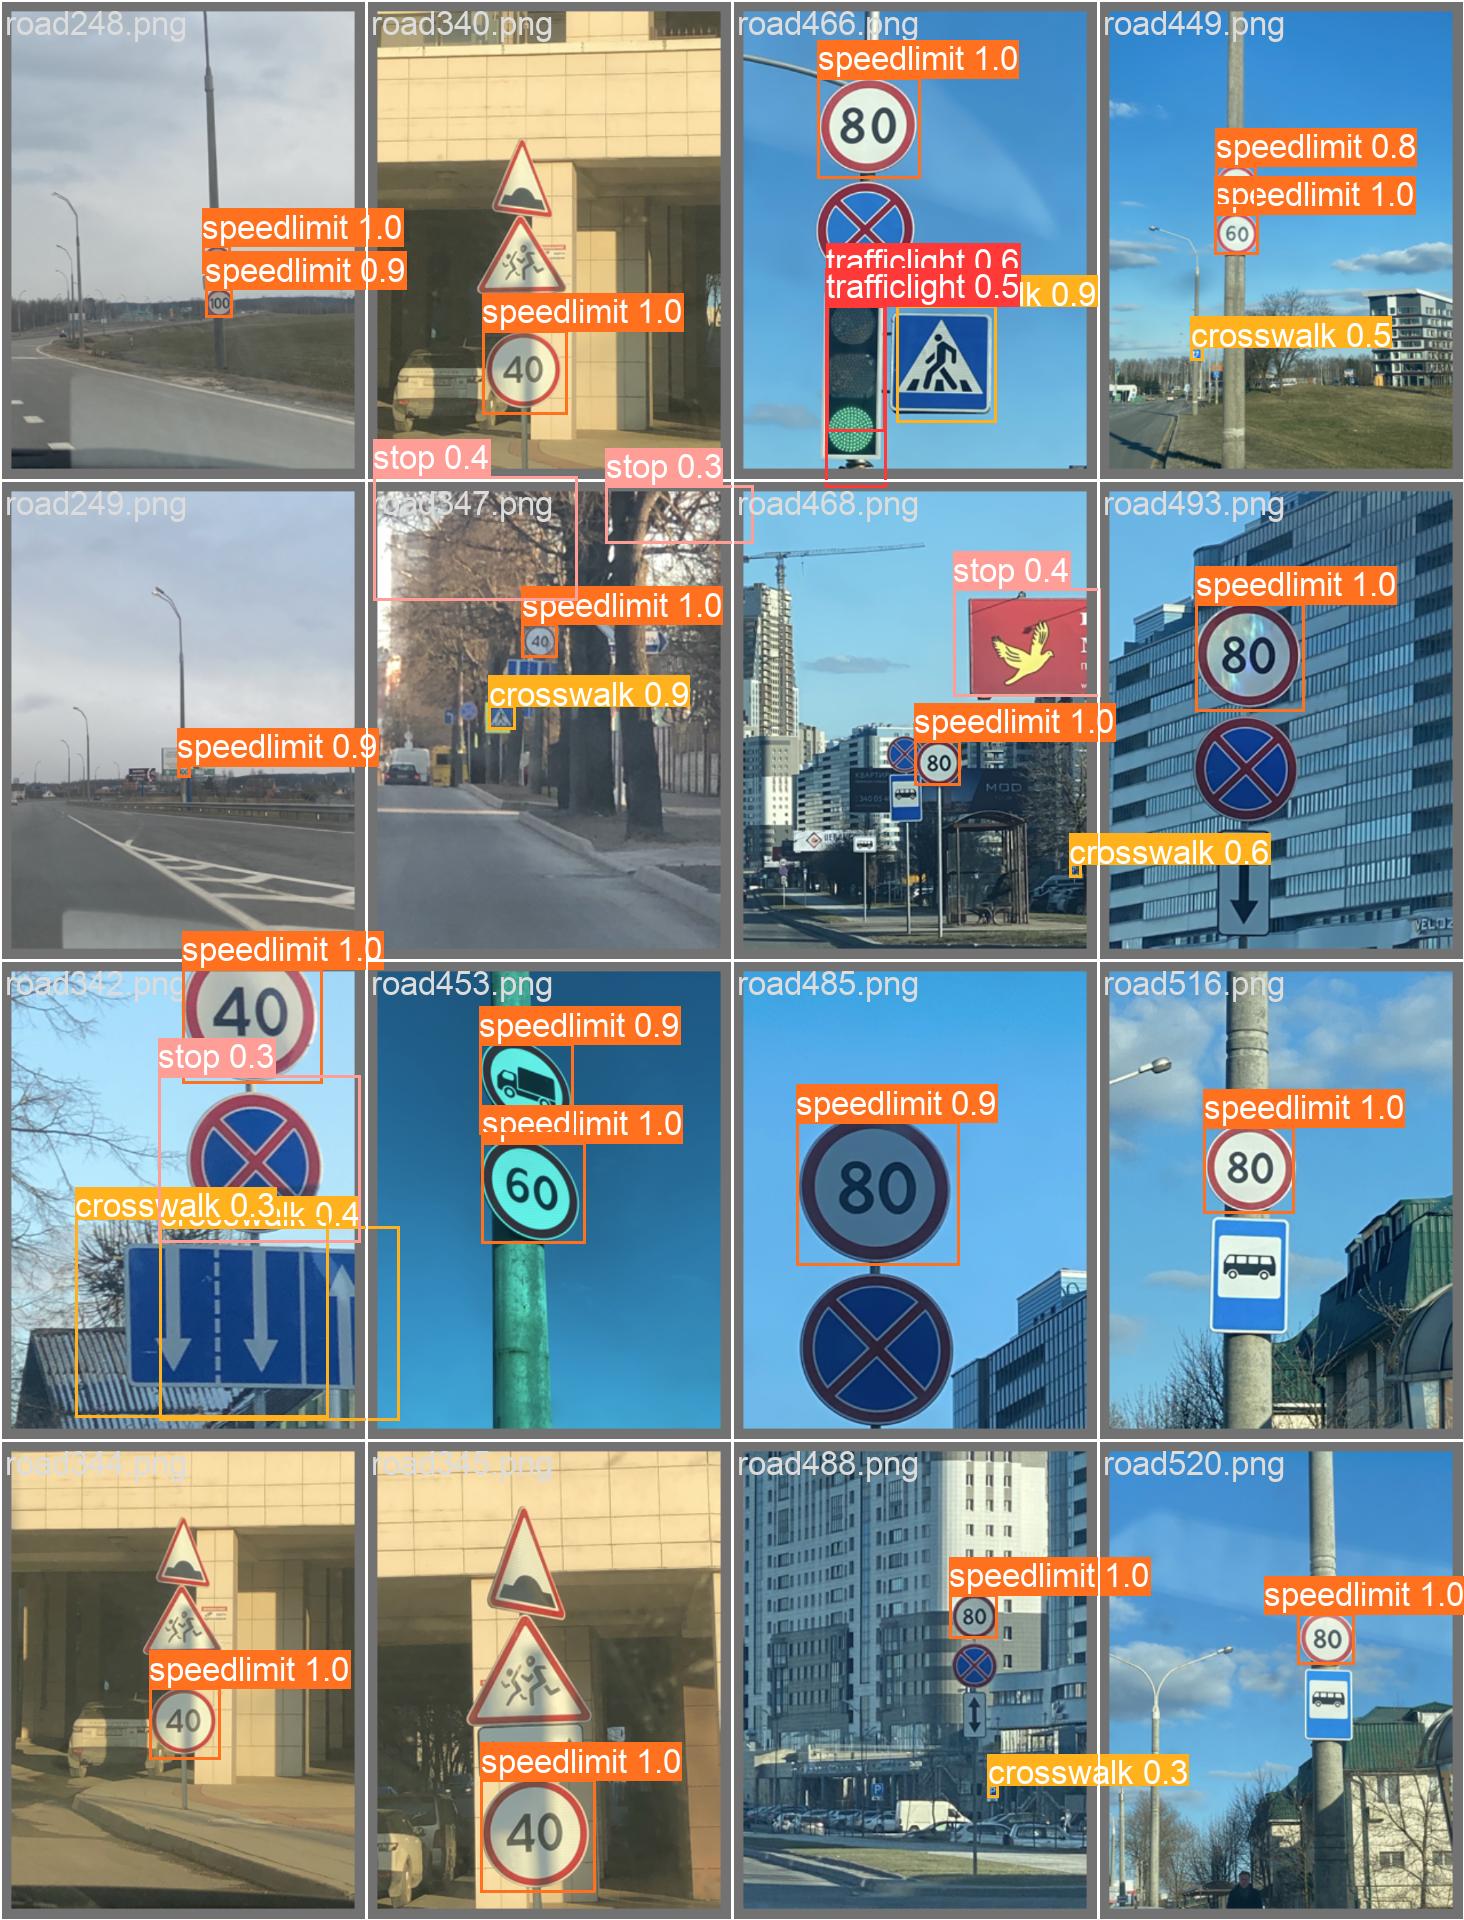 road248.png
speedlimit 1.0
speedlimit 0.9
100
road340.png
speedlimit 1.0
40
road466.png
speedlimit 1.0
80
trafficlight 0.6
trafficlight 0.5
lk 0.9
road449.png
speedlimit 0.8
speedlimit 1.0
60
crosswalk 0.5
road249.png
speedlimit 0.9
stop 0.4
stop 0.3
oad347.png
speedlimit 1.0
40
crosswalk 0.9
road468.png
stop 0.4
speedlimit 1.0
80
КВАРТИР
340 05 4
MOD
crosswalk 0.6
road493.png
speedlimit 1.0
80
VELOZ
road342.png
speedlimit 1.0
40
stop 0.3
crosswalk 0.3
crosswalk 0.4
road453.png
speedlimit 0.9
speedlimit 1.0
60
road485.png
speedlimit 0.9
80
road516.png
speedlimit 1.0
80
road344.png
speedlimit 1.0
40
road345.png
speedlimit 1.0
40
road488.png
speedlimit 1.0
80
crosswalk 0.3
P
road520.png
speedlimit 1.0
80